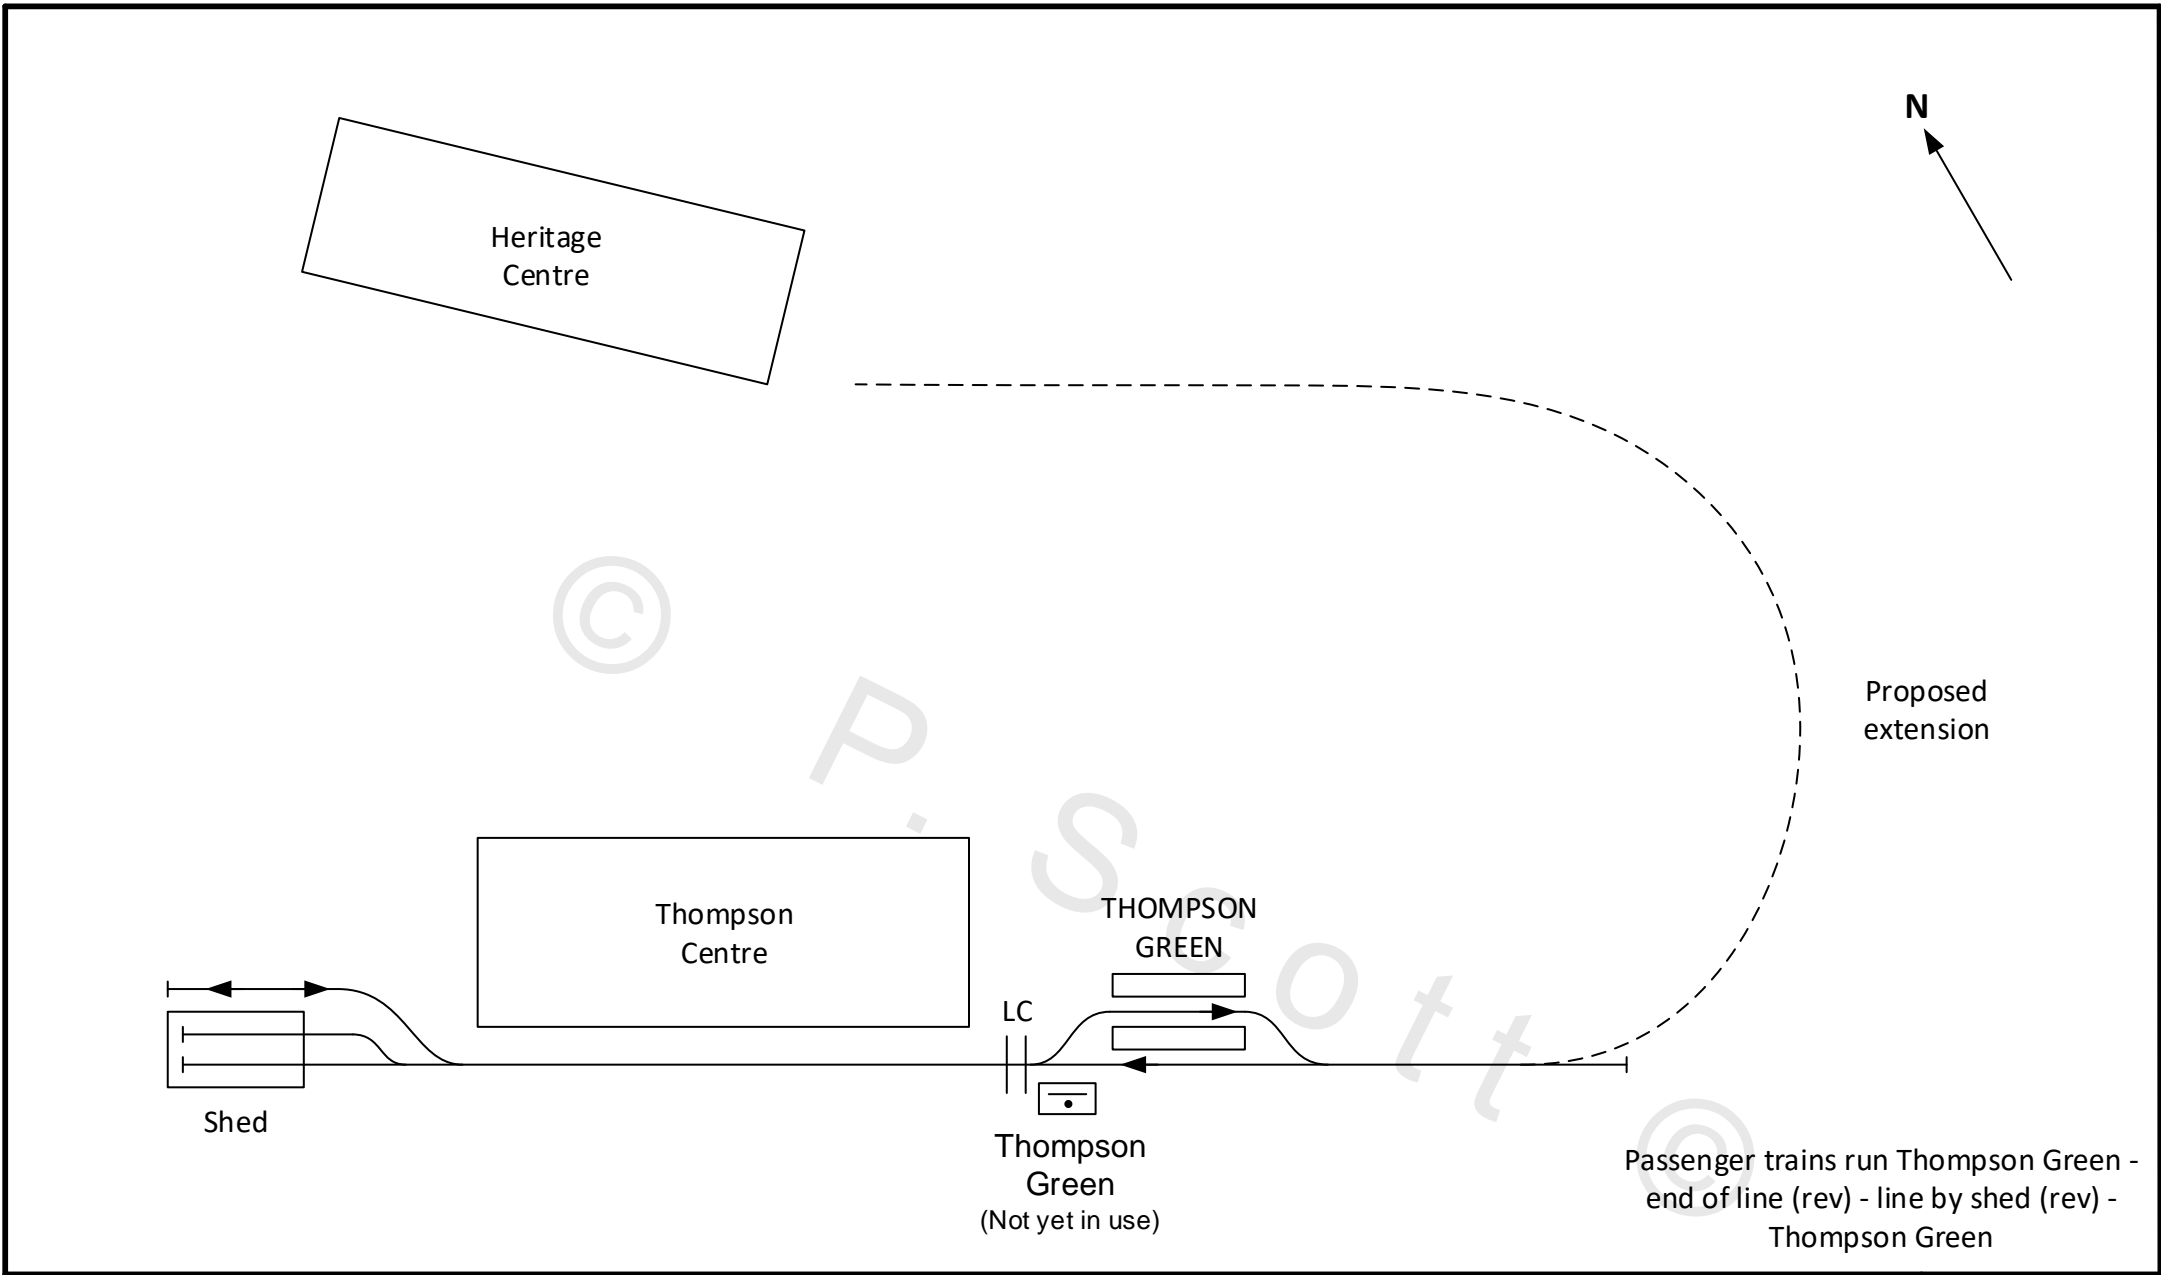 N
Heritage
Centre
Proposed
extension
Thompson
Centre
THOMPSON
GREEN
LC
Shed
Thompson
Green
(Not yet in use)
Passenger trains run Thompson Green -
end of line (rev) - line by shed (rev) -
Thompson Green
© P. Scott ©